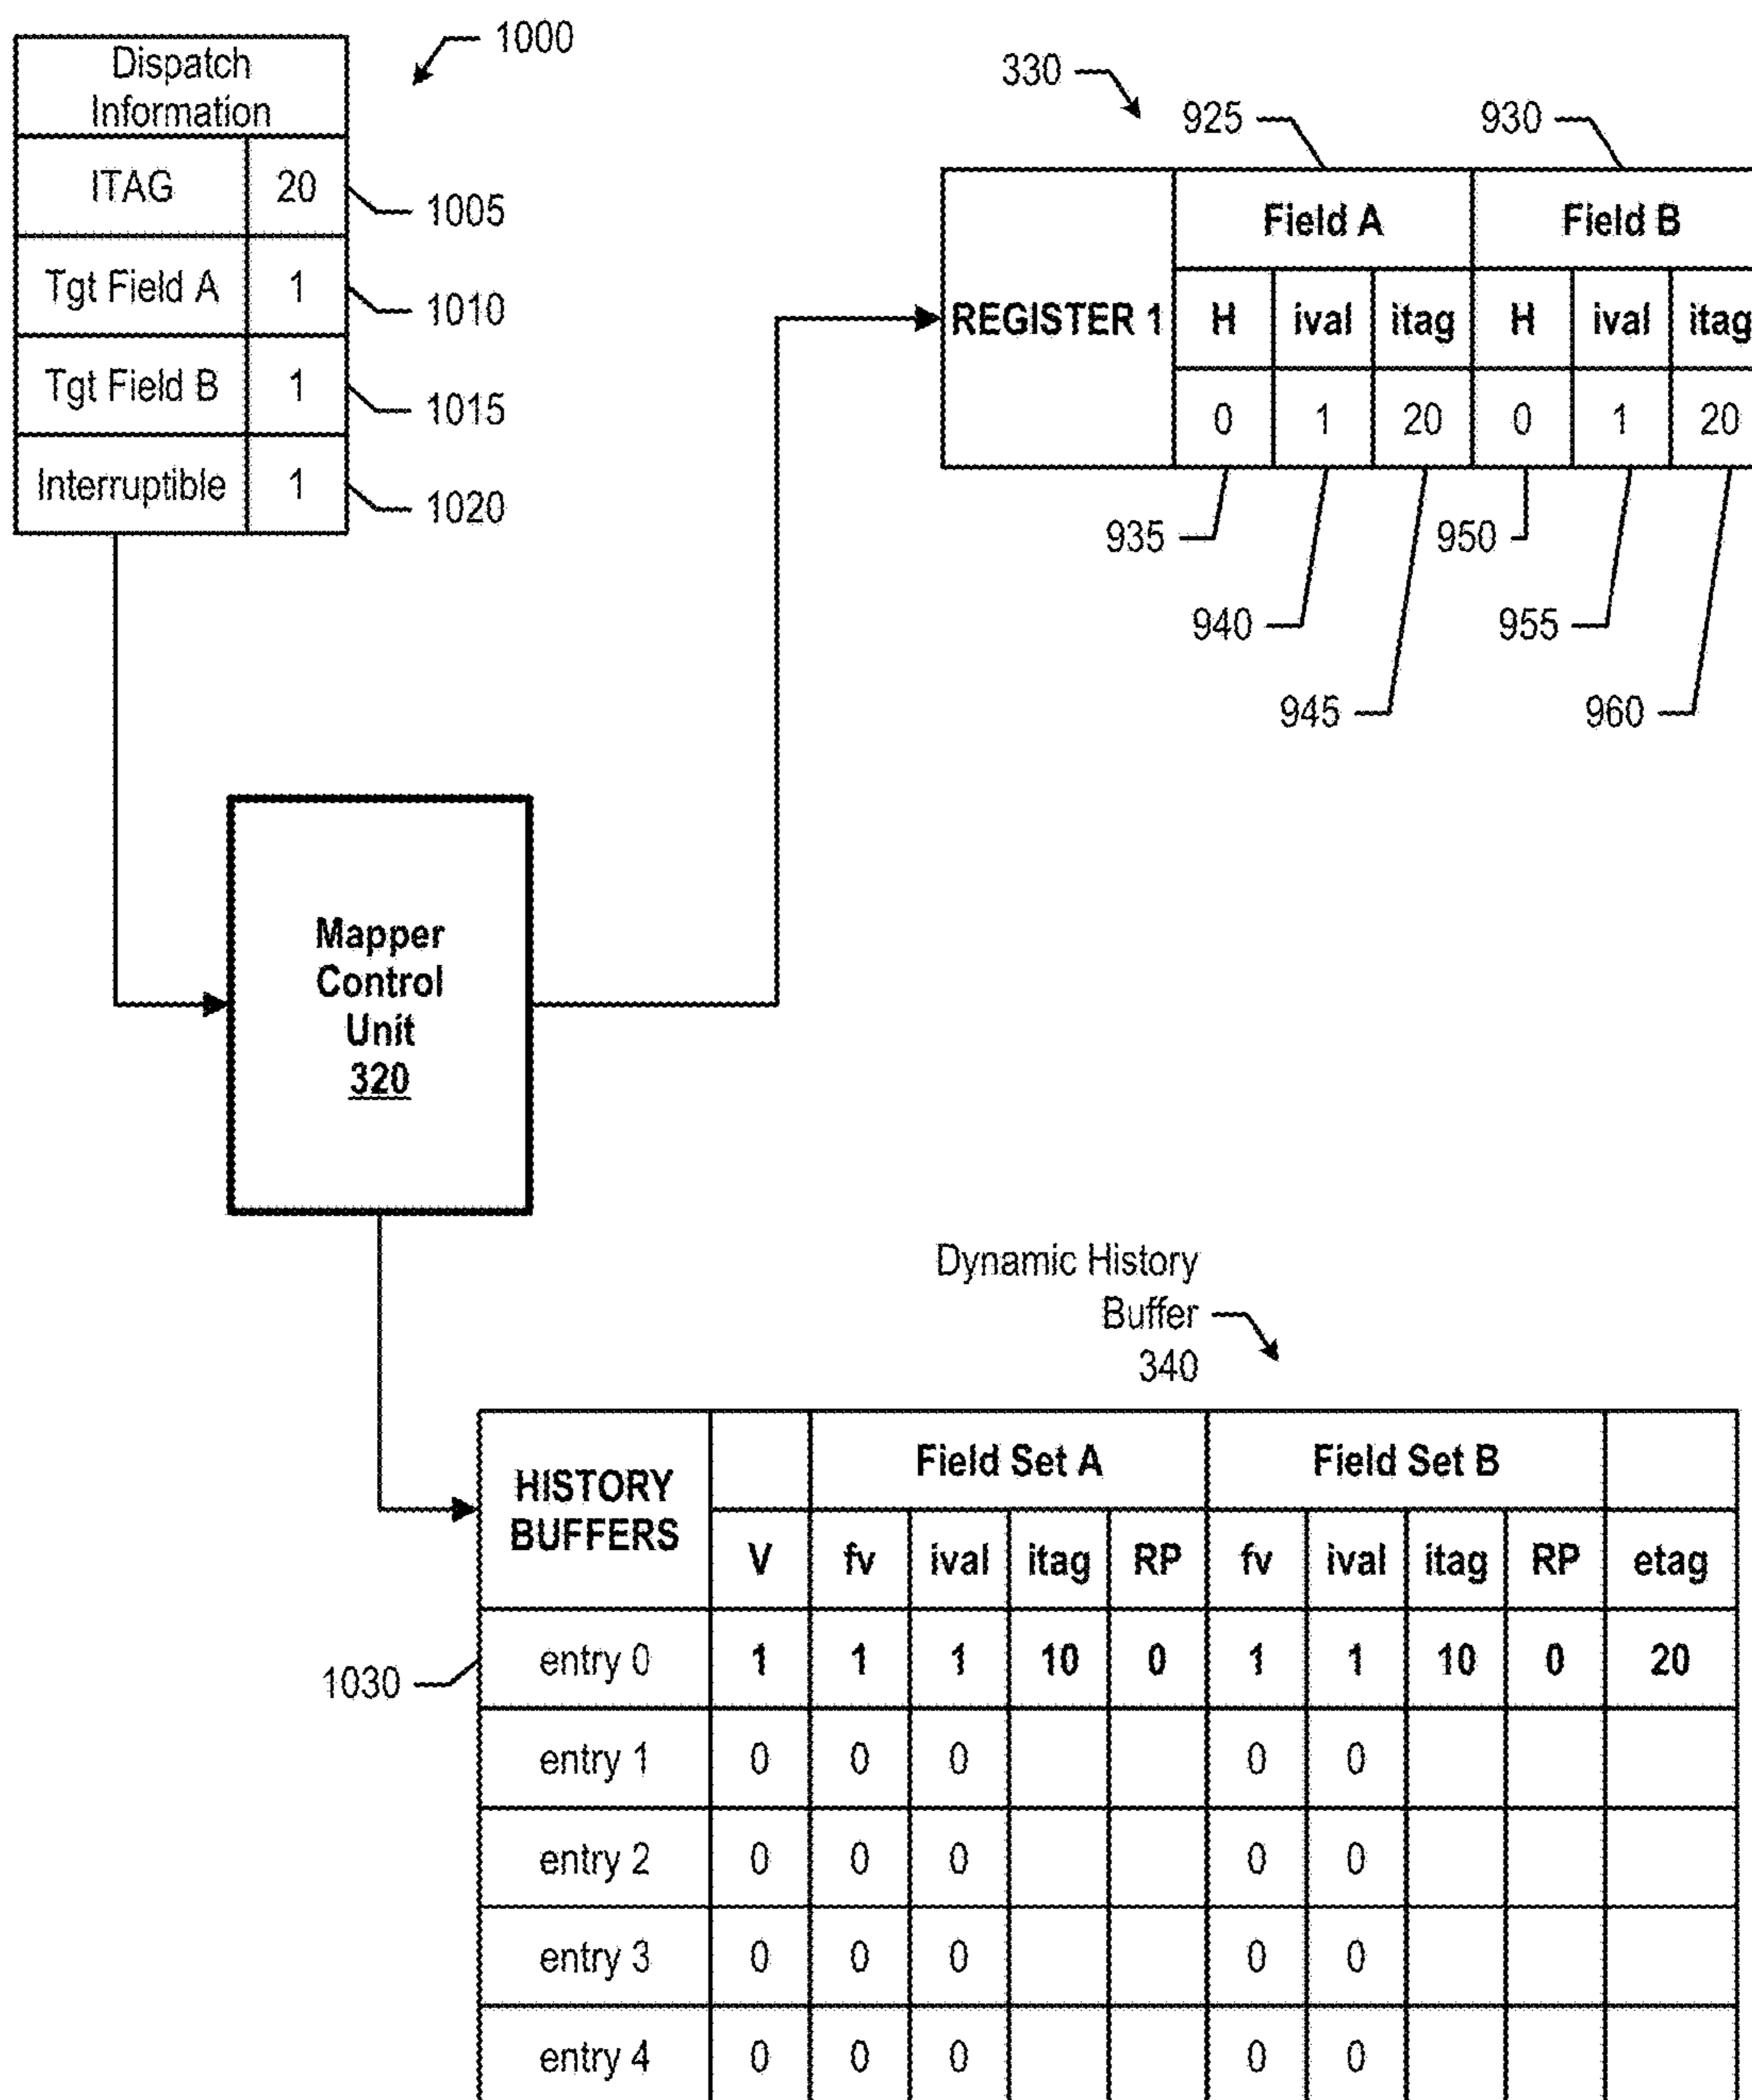 1000
Dispatch
Information
ITAG 20
1005
Tgt Field A 1
1010
Tgt Field B 1
1015
Interruptible 1
1020
330
925
930
REGISTER 1
Field A Field B
H ival itag H ival itag
0 1 20 0 1 20
935
950
940
955
945
960
Mapper
Control
Unit
320
Dynamic History
Buffer
340
HISTORY
BUFFERS
Field Set A Field Set B
V fv ival itag RP fv ival itag RP etag
1030
entry 0 1 1 1 10 0 1 1 10 0 20
entry 1 0 0 0 0 0
entry 2 0 0 0 0 0
entry 3 0 0 0 0 0
entry 4 0 0 0 0 0